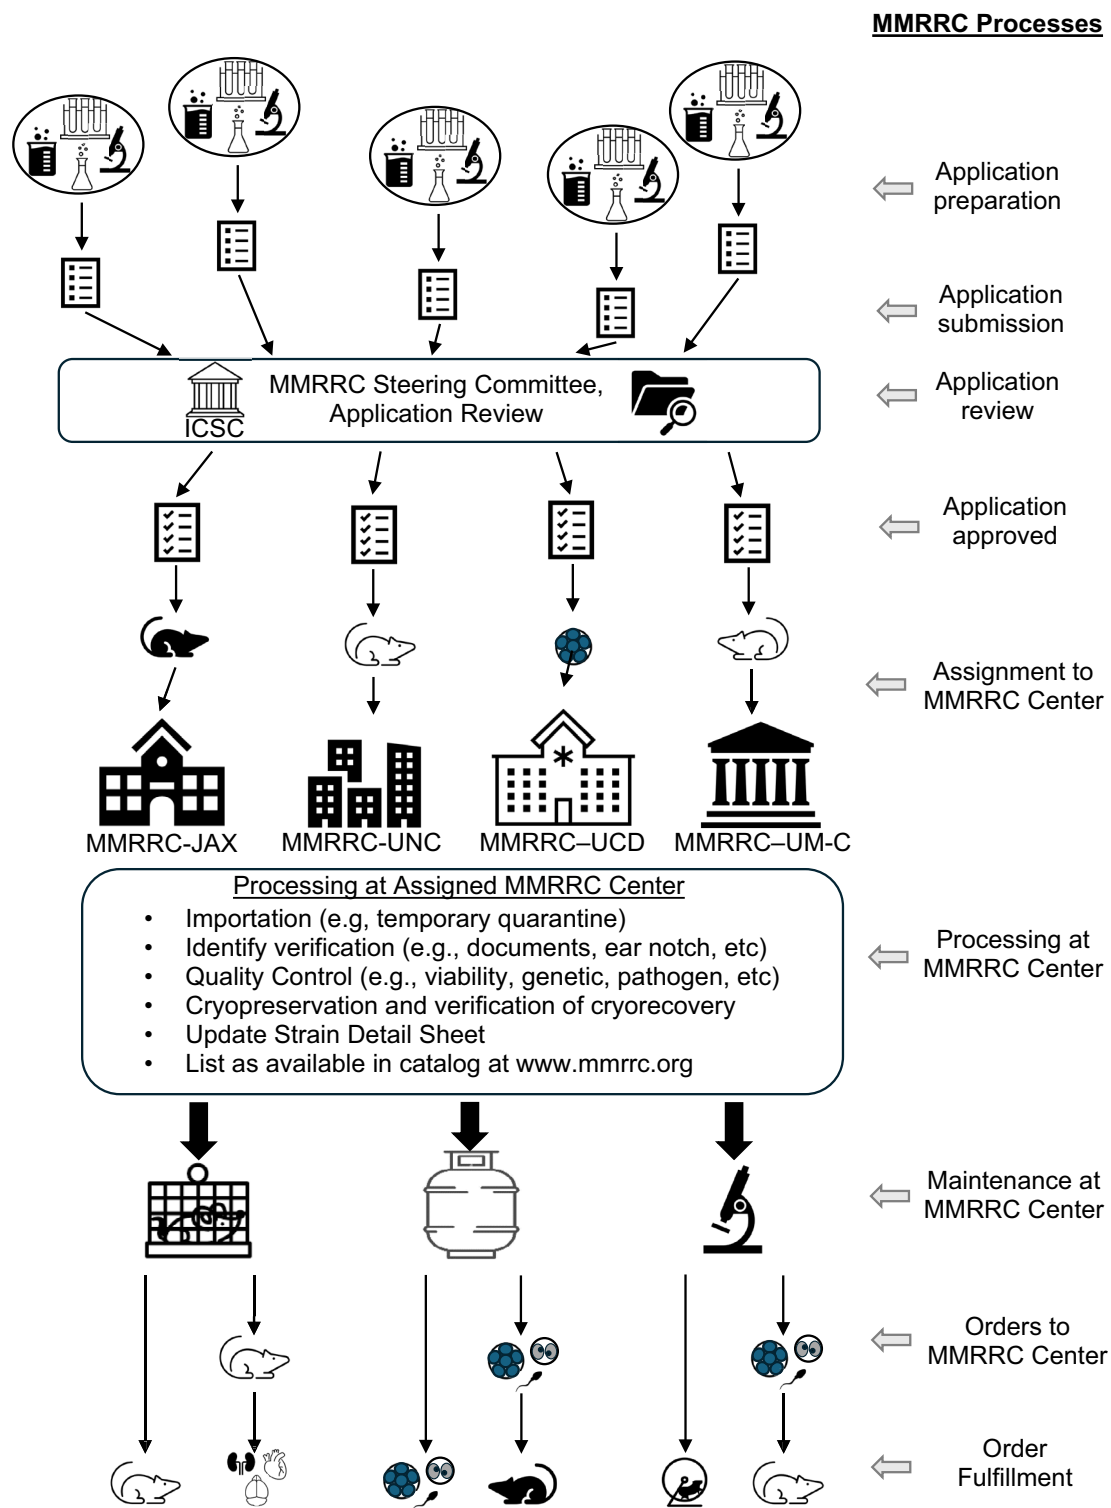 MMRRC Processes
Application
preparation
Application
submission
MMRRC Steering Committee,
Application Review
ICSC
Application
review
Application
approved
Assignment to
MMRRC Center
MMRRC-JAX
MMRRC-UNC
MMRRC–UCD
MMRRC–UM-C
Processing at Assigned MMRRC Center
• Importation (e.g, temporary quarantine)
• Identify verification (e.g., documents, ear notch, etc)
• Quality Control (e.g., viability, genetic, pathogen, etc)
• Cryopreservation and verification of cryorecovery
• Update Strain Detail Sheet
• List as available in catalog at www.mmrrc.org
Processing at
MMRRC Center
Maintenance at
MMRRC Center
Orders to
MMRRC Center
Order
Fulfillment